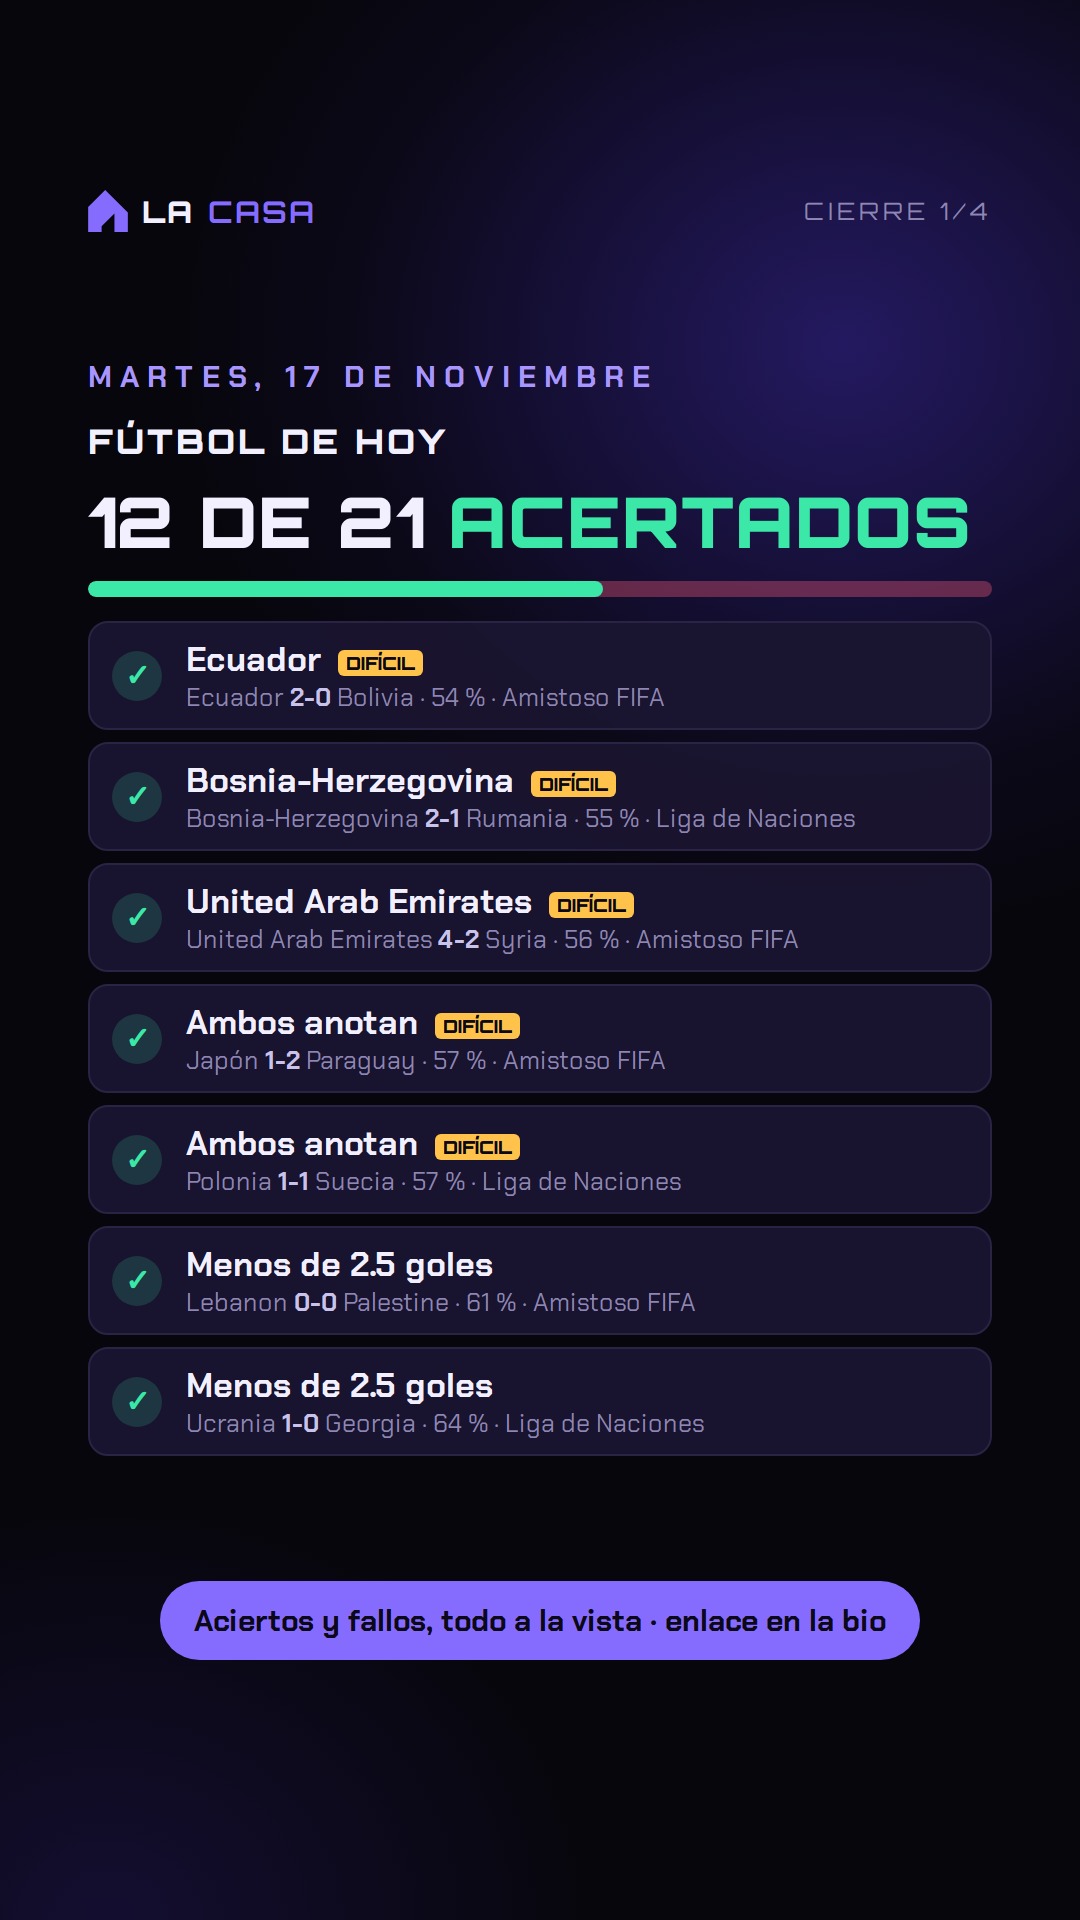 LA CASA
CIERRE 1/4
MARTES, 17 DE NOVIEMBRE
FÚTBOL DE HOY
12 DE 21 ACERTADOS
✓ Ecuador DIFÍCIL
Ecuador 2-0 Bolivia · 54 % · Amistoso FIFA
✓ Bosnia-Herzegovina DIFÍCIL
Bosnia-Herzegovina 2-1 Rumania · 55 % · Liga de Naciones
✓ United Arab Emirates DIFÍCIL
United Arab Emirates 4-2 Syria · 56 % · Amistoso FIFA
✓ Ambos anotan DIFÍCIL
Japón 1-2 Paraguay · 57 % · Amistoso FIFA
✓ Ambos anotan DIFÍCIL
Polonia 1-1 Suecia · 57 % · Liga de Naciones
✓ Menos de 2.5 goles
Lebanon 0-0 Palestine · 61 % · Amistoso FIFA
✓ Menos de 2.5 goles
Ucrania 1-0 Georgia · 64 % · Liga de Naciones
Aciertos y fallos, todo a la vista · enlace en la bio